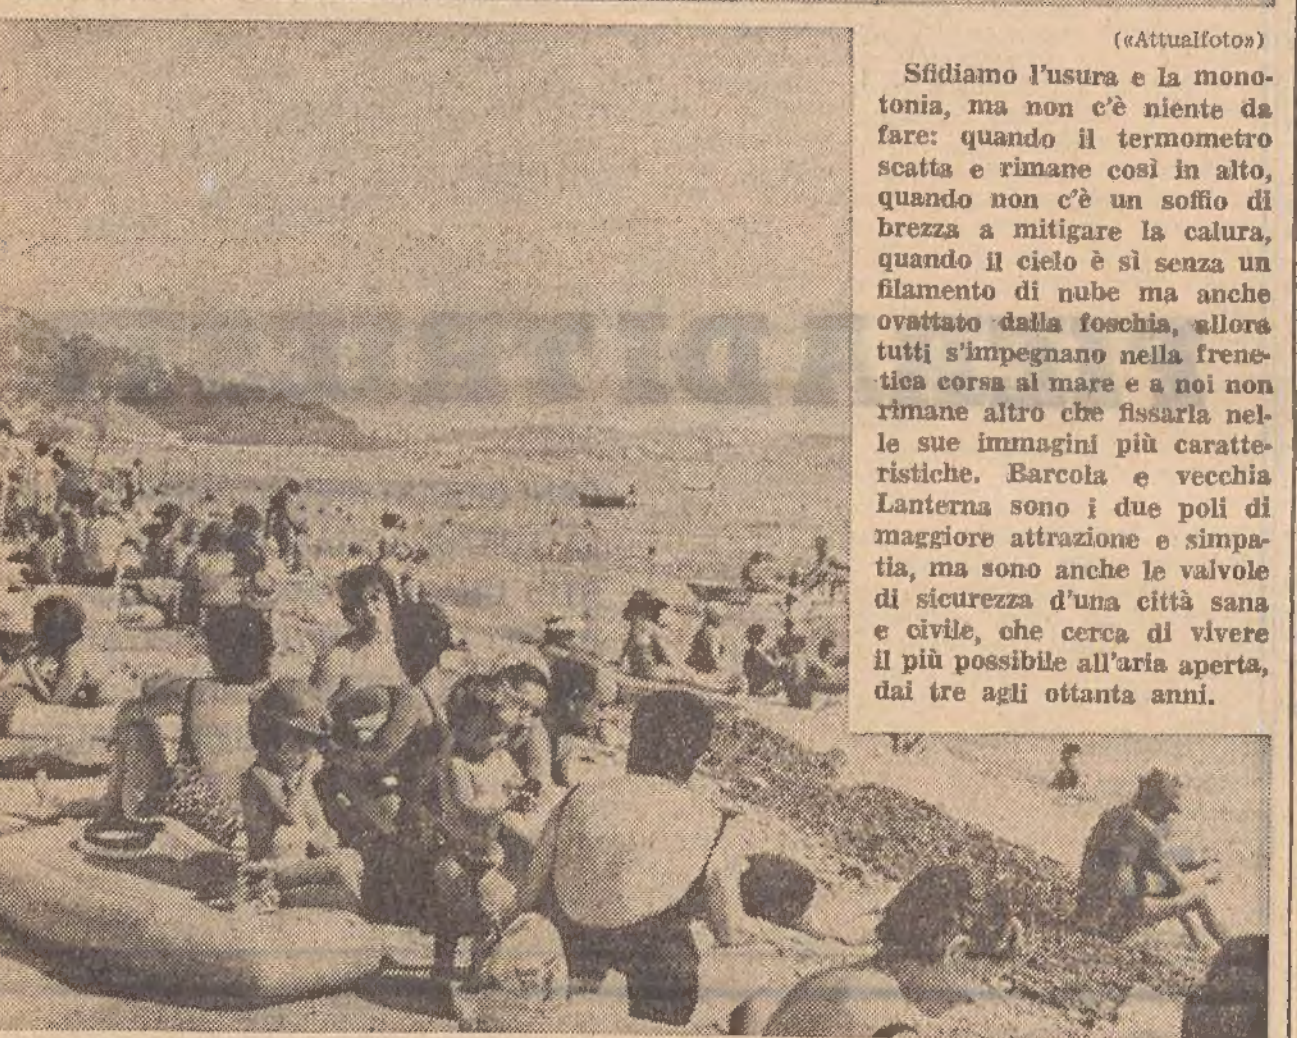 («Attualfoto»)
Sfidiamo l'usura e la mono-
tonia, ma non c'è niente da
fare: quando il termometro
scatta e rimane così in alto,
quando non c'è un soffio di
brezza a mitigare la calura,
quando il cielo è sì senza un
filamento di nube ma anche
ovattato dalla foschia, allora
tutti s'impegnano nella frene-
tica corsa al mare e a noi non
rimane altro che fissarla nel-
le sue immagini più caratte-
ristiche. Barcola e vecchia
Lanterna sono i due poli di
maggiore attrazione e simpa-
tia, ma sono anche le valvole
di sicurezza d'una città sana
e civile, che cerca di vivere
il più possibile all'aria aperta,
dai tre agli ottanta anni.